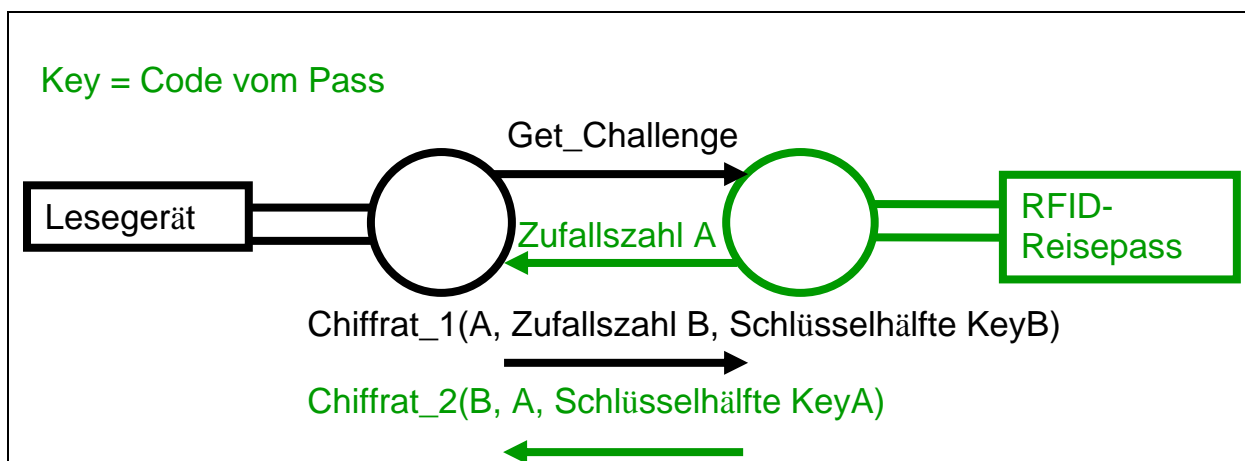 Key = Code vom Pass
Get_Challenge
Lesegerät
Zufallszahl A
RFID-
Reisepass
Chiffrat_1(A, Zufallszahl B, Schlüsselhälfte KeyB)
Chiffrat_2(B, A, Schlüsselhälfte KeyA)